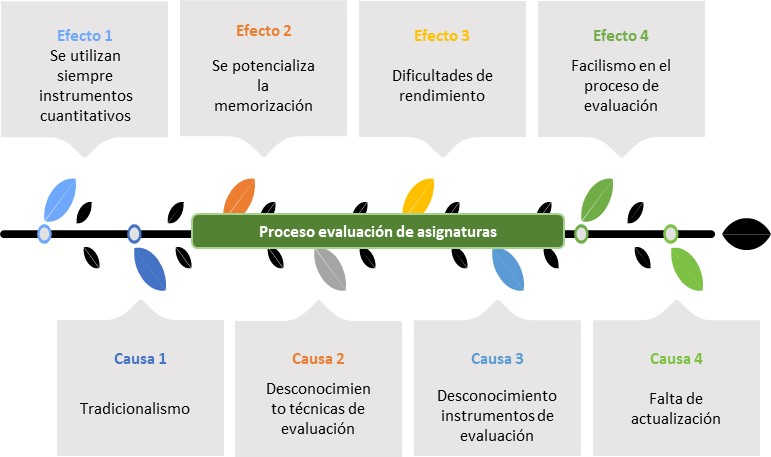 Efecto 1
Se utilizan
siempre
instrumentos
cuantitativos
Efecto 2
Se potencializa
la
memorización
Efecto 3
Dificultades de
rendimiento
Efecto 4
Facilismo en el
proceso de
evaluación
Proceso evaluación de asignaturas
Causa 1
Tradicionalismo
Causa 2
Desconocimien
to técnicas de
evaluación
Causa 3
Desconocimiento
instrumentos de
evaluación
Causa 4
Falta de
actualización